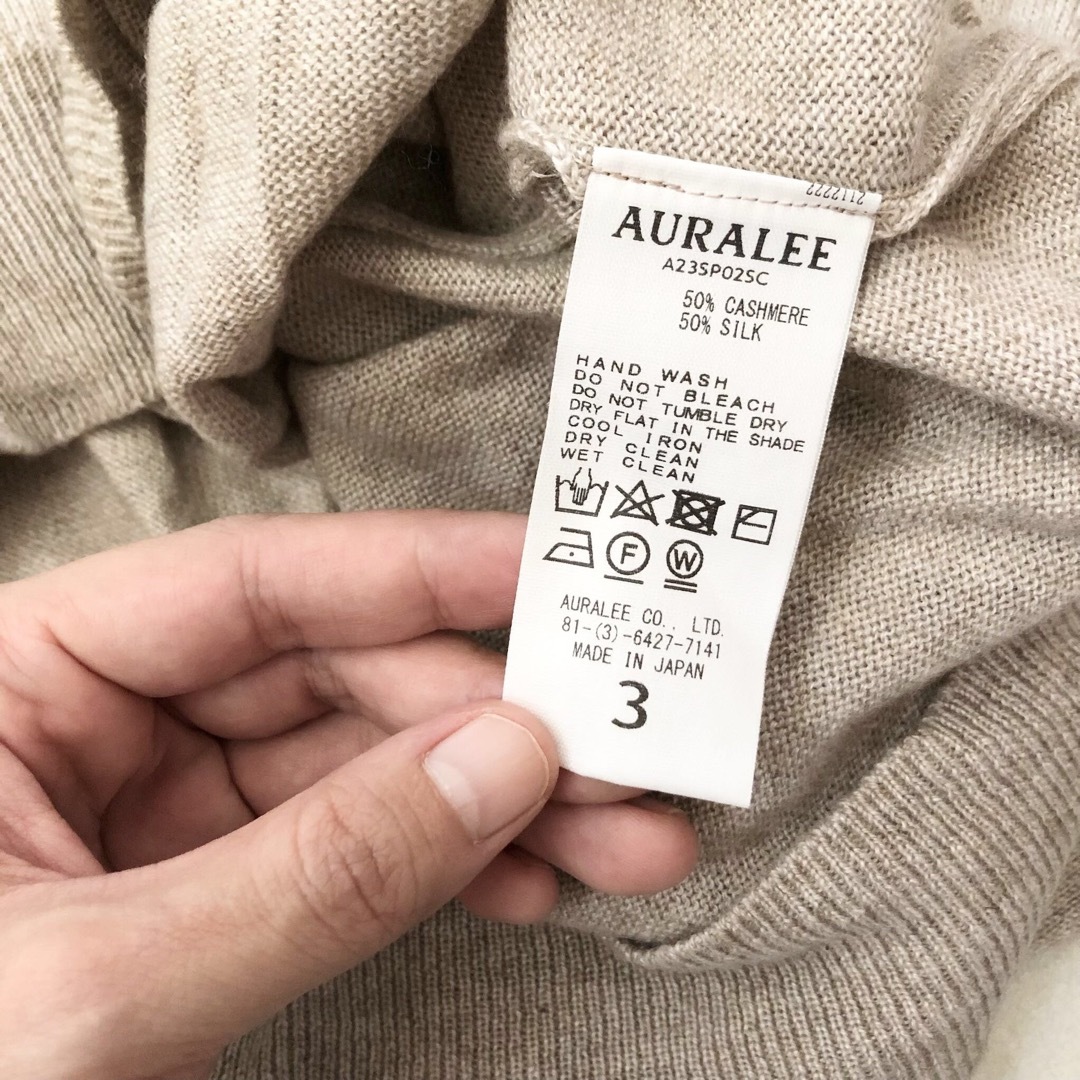 2112222
AURALEE
A23SP02SC
50% CASHMERE
50% SILK
HAND WASH
DO NOT BLEACH
DO NOT TUMBLE DRY
DRY FLAT IN THE SHADE
COOL IRON
DRY CLEAN
WET CLEAN
F W
AURALEE CO., LTD.
81-(3)-6427-7141
MADE IN JAPAN
3